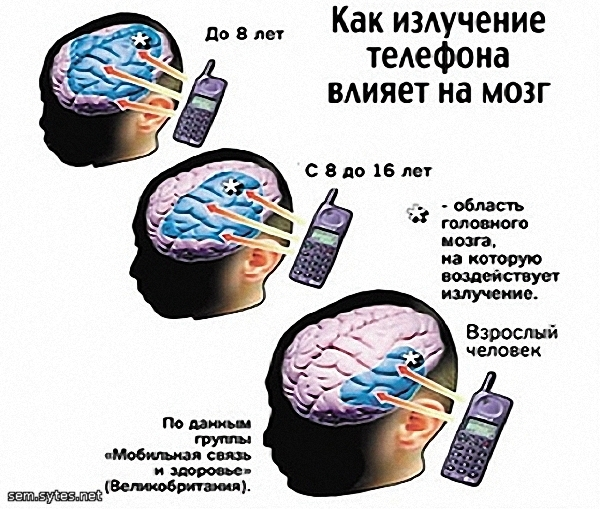 Как излучение
телефона
влияет на мозг
До 8 лет
С 8 до 16 лет
- область
головного
мозга,
на которую
воздействует
излучение.
Взрослый
человек
По данным
группы
«Мобильная связь
и здоровье»
(Великобритания).
sem.sytes.net